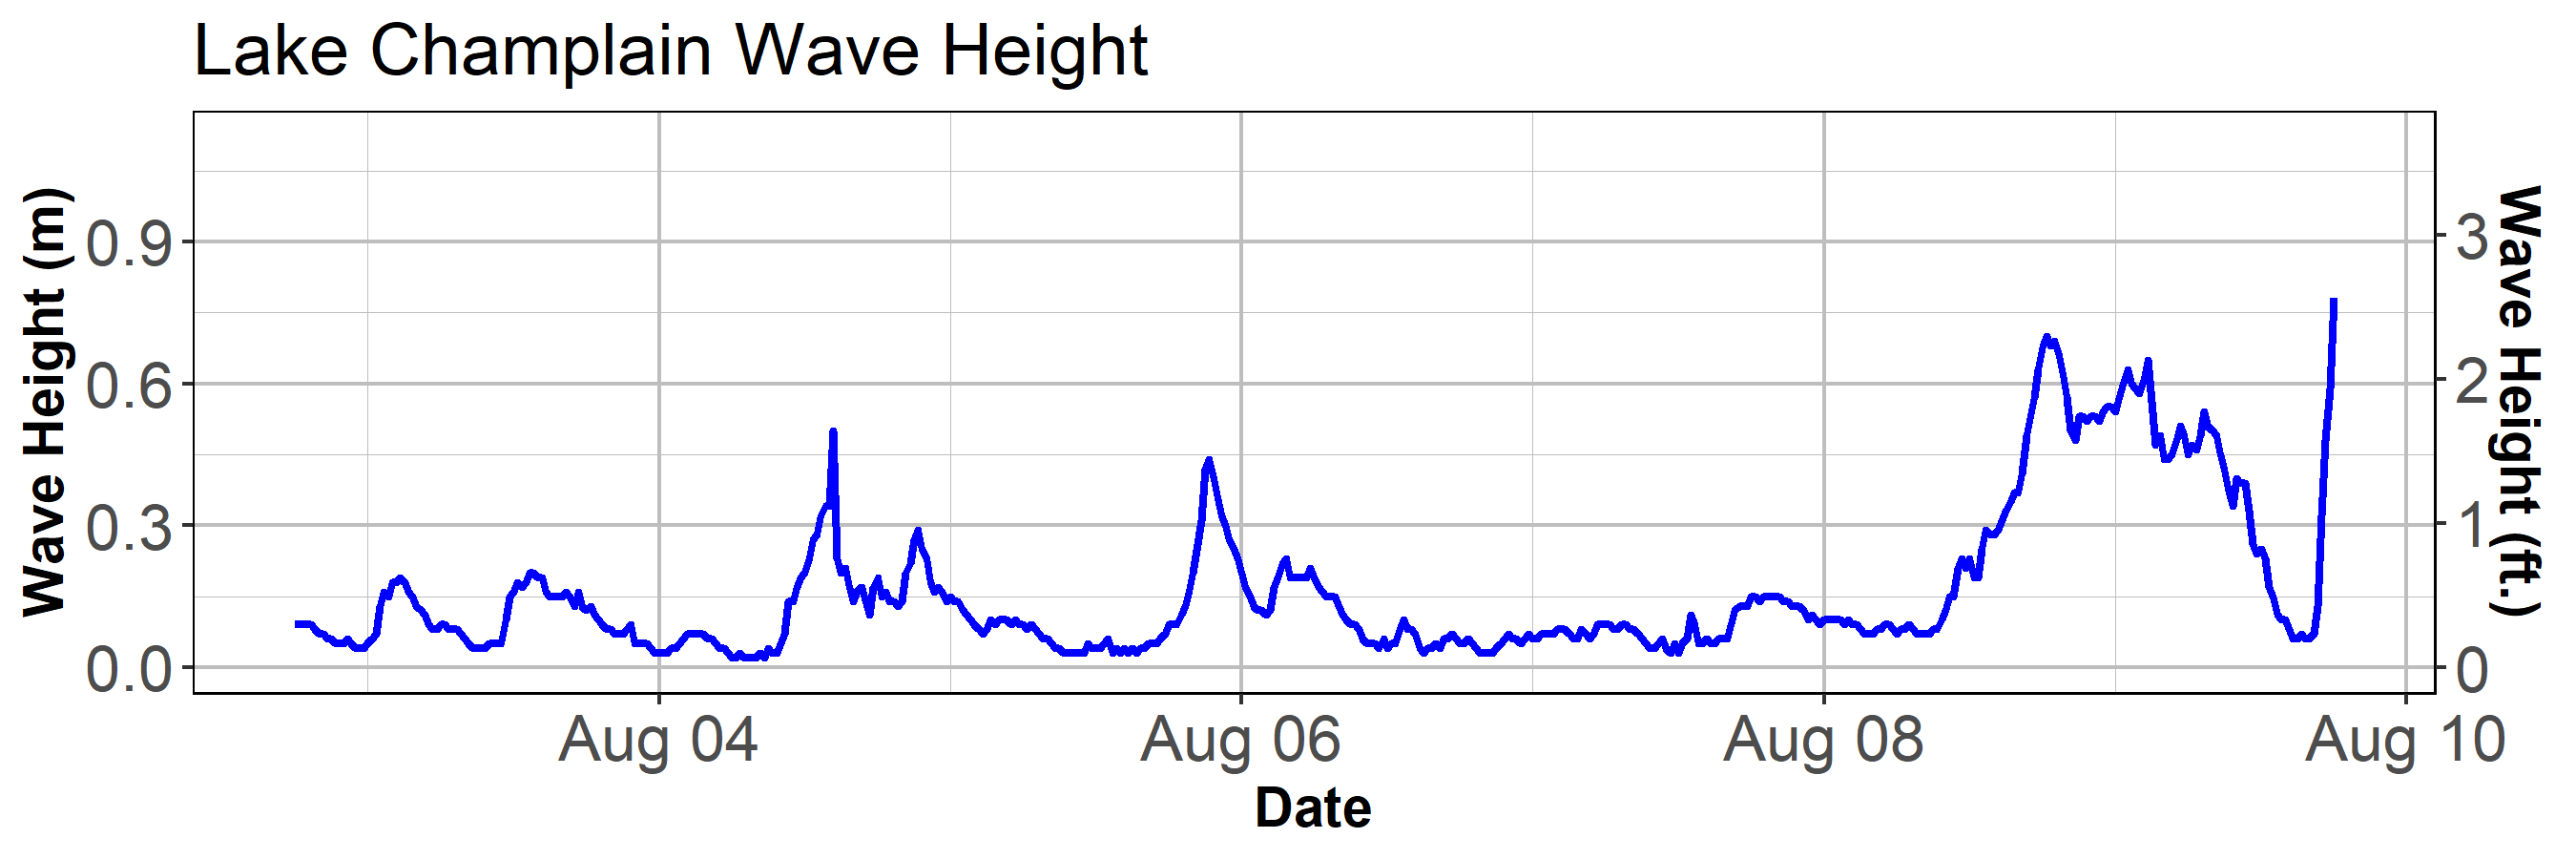 Lake Champlain Wave Height
Wave Height (m)
0.9
0.6
0.3
0.0
3
2
1
0
Wave Height (ft.)
Aug 04
Aug 06
Aug 08
Aug 10
Date